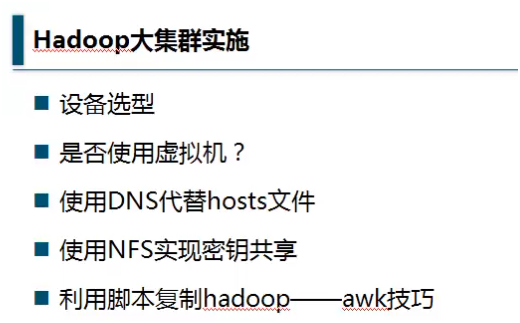 Hadoop大集群实施
设备选型
是否使用虚拟机？
使用DNS代替hosts文件
使用NFS实现密钥共享
利用脚本复制hadoop——awk技巧